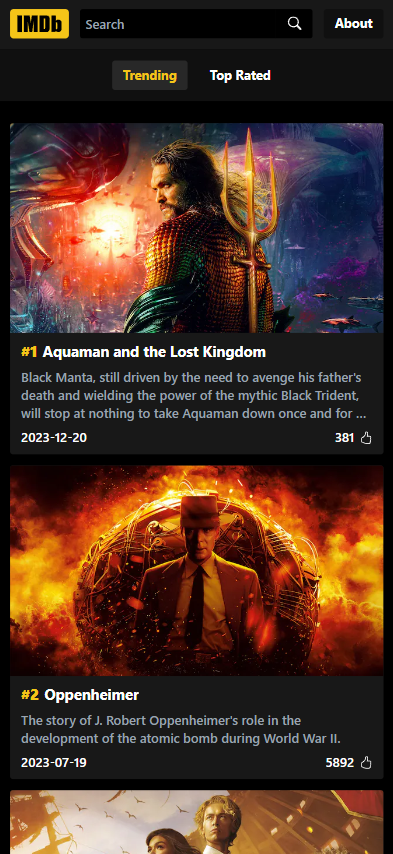 IMDb Search About
Trending Top Rated
#1 Aquaman and the Lost Kingdom
Black Manta, still driven by the need to avenge his father's
death and wielding the power of the mythic Black Trident,
will stop at nothing to take Aquaman down once and for ...
2023-12-20 381
#2 Oppenheimer
The story of J. Robert Oppenheimer's role in the
development of the atomic bomb during World War II.
2023-07-19 5892